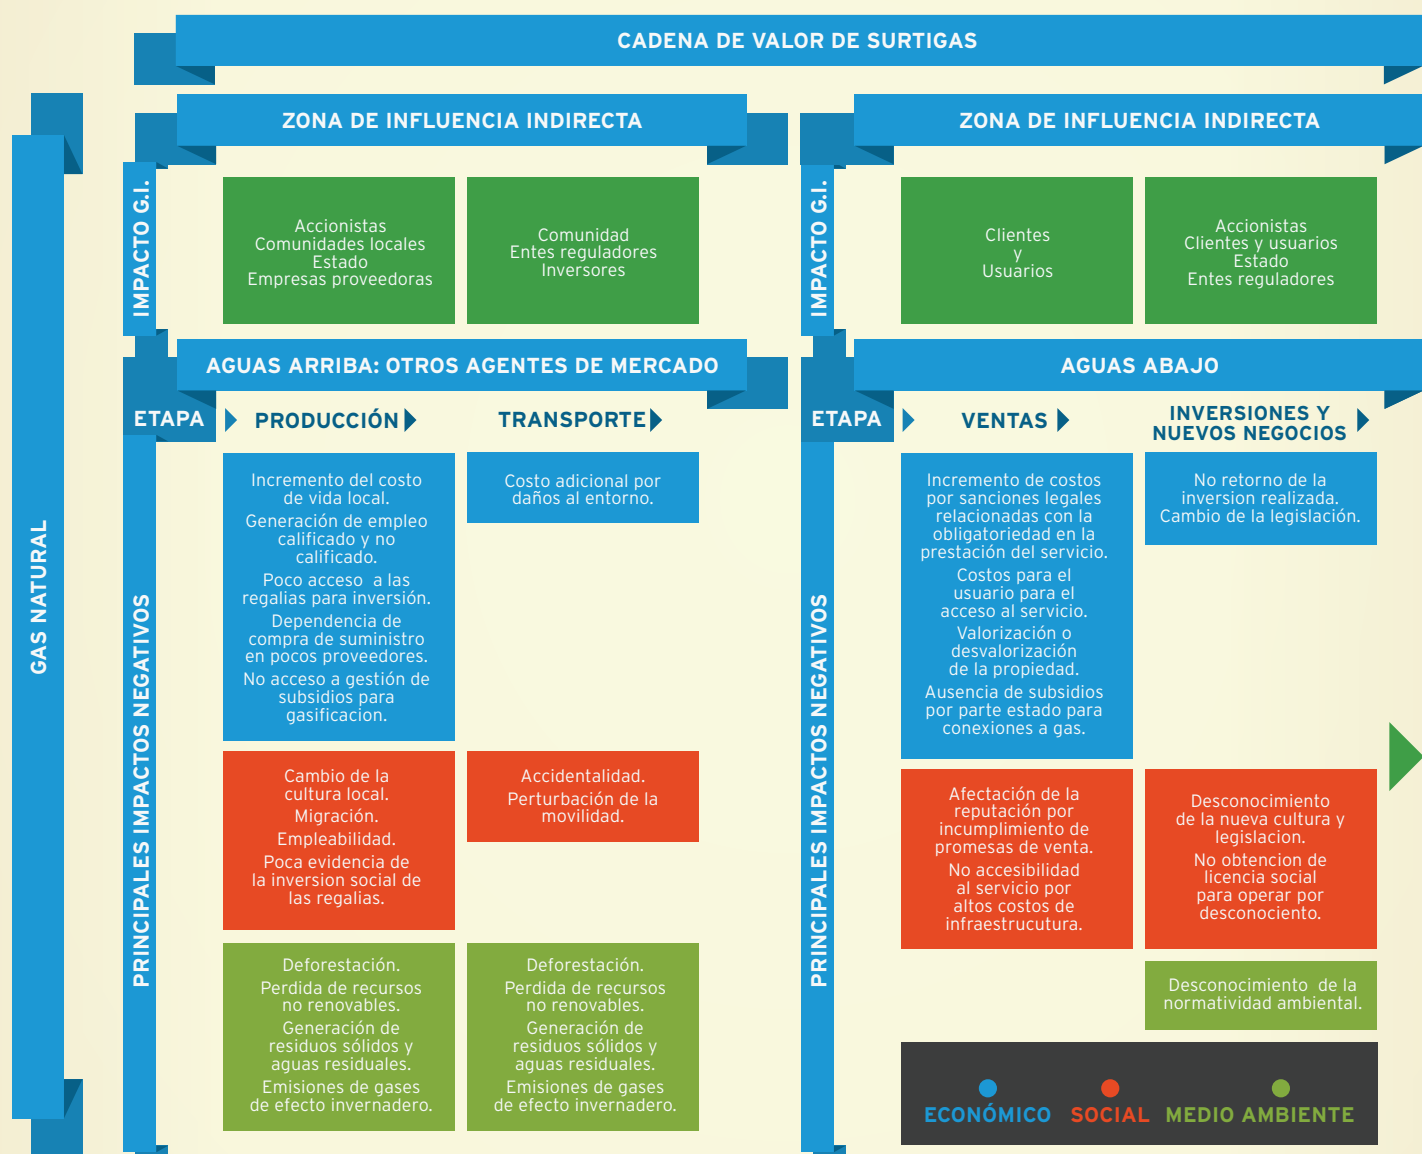 CADENA DE VALOR DE SURTIGAS
GAS NATURAL
ZONA DE INFLUENCIA INDIRECTA
IMPACTO G.I.
Accionistas
Comunidades locales
Estado
Empresas proveedoras
Comunidad
Entes reguladores
Inversores
AGUAS ARRIBA: OTROS AGENTES DE MERCADO
ETAPA
PRODUCCIÓN
TRANSPORTE
PRINCIPALES IMPACTOS NEGATIVOS
Incremento del costo
de vida local.
Generación de empleo
calificado y no
calificado.
Poco acceso a las
regalias para inversión.
Dependencia de
compra de suministro
en pocos proveedores.
No acceso a gestión de
subsidios para
gasificacion.
Costo adicional por
daños al entorno.
Cambio de la
cultura local.
Migración.
Empleabilidad.
Poca evidencia de
la inversion social de
las regalias.
Accidentalidad.
Perturbación de la
movilidad.
Deforestación.
Perdida de recursos
no renovables.
Generación de
residuos sólidos y
aguas residuales.
Emisiones de gases
de efecto invernadero.
Deforestación.
Perdida de recursos
no renovables.
Generación de
residuos sólidos y
aguas residuales.
Emisiones de gases
de efecto invernadero.
ZONA DE INFLUENCIA INDIRECTA
IMPACTO G.I.
Clientes
y
Usuarios
Accionistas
Clientes y usuarios
Estado
Entes reguladores
AGUAS ABAJO
ETAPA
VENTAS
INVERSIONES Y
NUEVOS NEGOCIOS
PRINCIPALES IMPACTOS NEGATIVOS
Incremento de costos
por sanciones legales
relacionadas con la
obligatoriedad en la
prestación del servicio.
Costos para el
usuario para el
acceso al servicio.
Valorización o
desvalorización
de la propiedad.
Ausencia de subsidios
por parte estado para
conexiones a gas.
No retorno de la
inversion realizada.
Cambio de la legislación.
Afectación de la
reputación por
incumplimiento de
promesas de venta.
No accesibilidad
al servicio por
altos costos de
infraestrucutura.
Desconocimiento
de la nueva cultura y
legislacion.
No obtencion de
licencia social
para operar por
desconociento.
Desconocimiento de la
normatividad ambiental.
ECONÓMICO
SOCIAL
MEDIO AMBIENTE